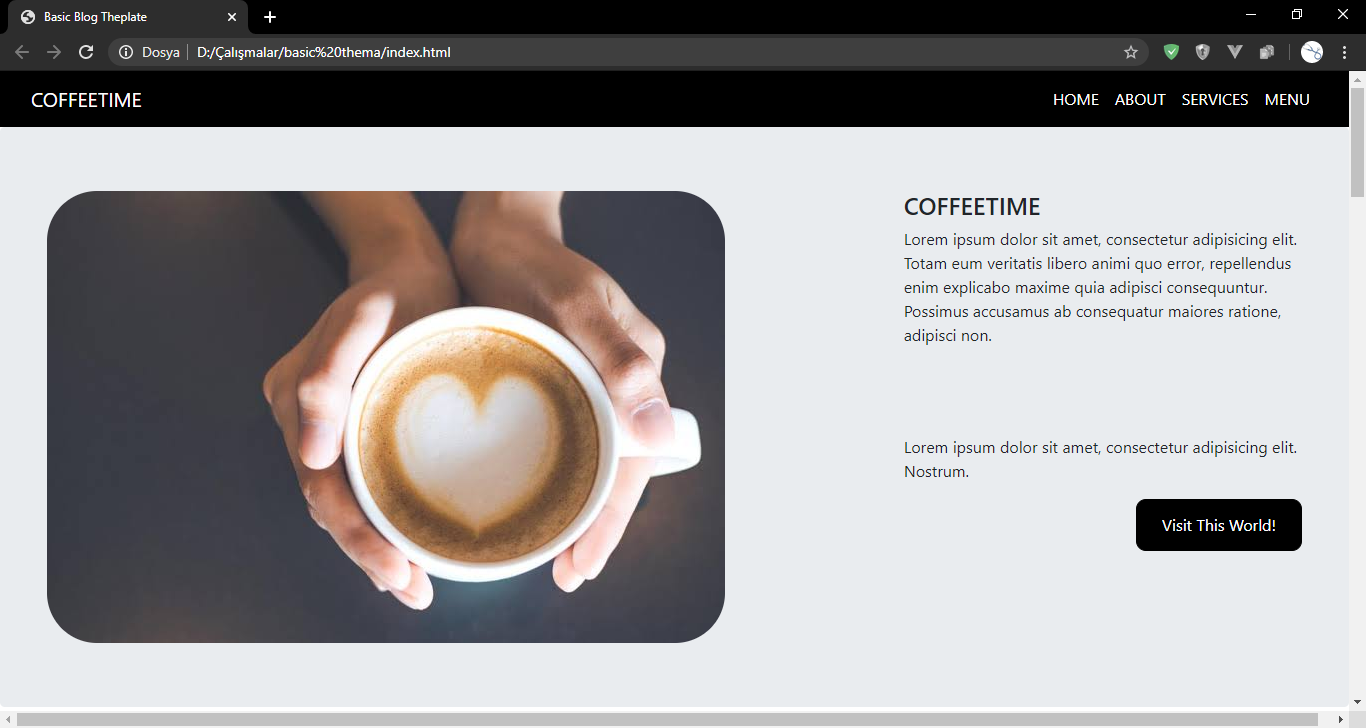 Basic Blog Theplate
Dosya D:/Çalışmalar/basic%20thema/index.html
COFFEETIME HOME ABOUT SERVICES MENU
COFFEETIME
Lorem ipsum dolor sit amet, consectetur adipisicing elit.
Totam eum veritatis libero animi quo error, repellendus
enim explicabo maxime quia adipisci consequuntur.
Possimus accusamus ab consequatur maiores ratione,
adipisci non.
Lorem ipsum dolor sit amet, consectetur adipisicing elit.
Nostrum.
Visit This World!